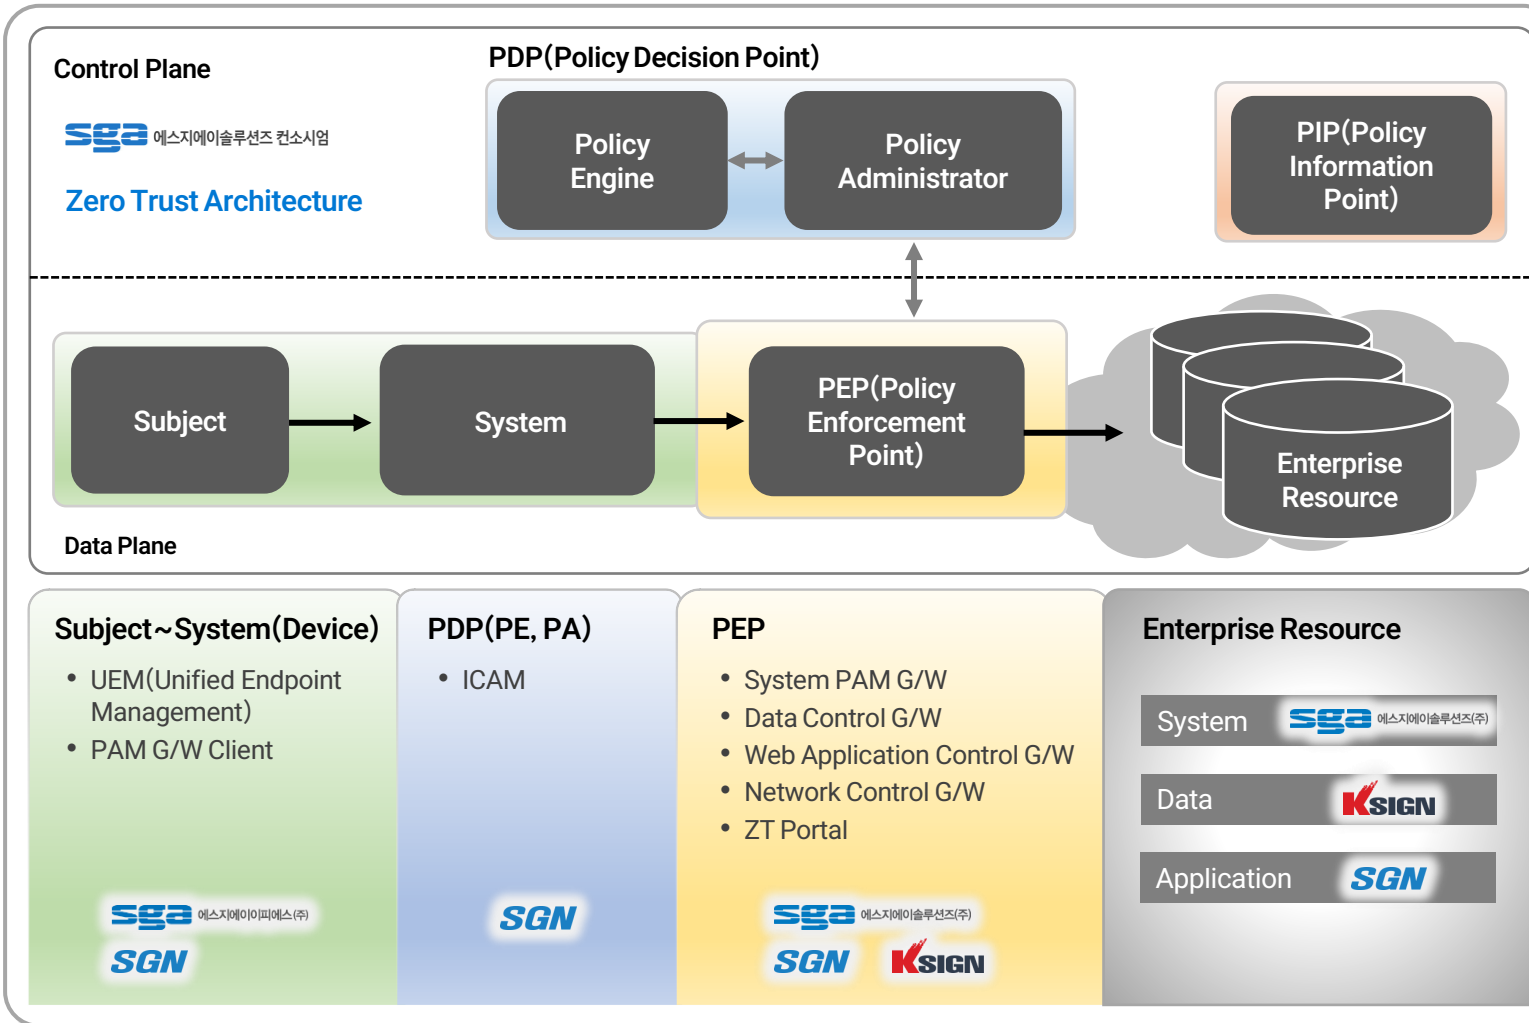 Control Plane
sga 에스지에이솔루션즈 컨소시엄
Zero Trust Architecture
PDP(Policy Decision Point)
Policy
Engine
Policy
Administrator
PIP(Policy
Information
Point)
Subject
System
PEP(Policy
Enforcement
Point)
Enterprise
Resource
Data Plane
Subject~System(Device)
• UEM(Unified Endpoint
Management)
• PAM G/W Client
sga 에스지에이이피에스(주)
SGN
PDP(PE, PA)
• ICAM
SGN
PEP
• System PAM G/W
• Data Control G/W
• Web Application Control G/W
• Network Control G/W
• ZT Portal
sga 에스지에이솔루션즈(주)
SGN KSIGN
Enterprise Resource
System sga 에스지에이솔루션즈(주)
Data KSIGN
Application SGN